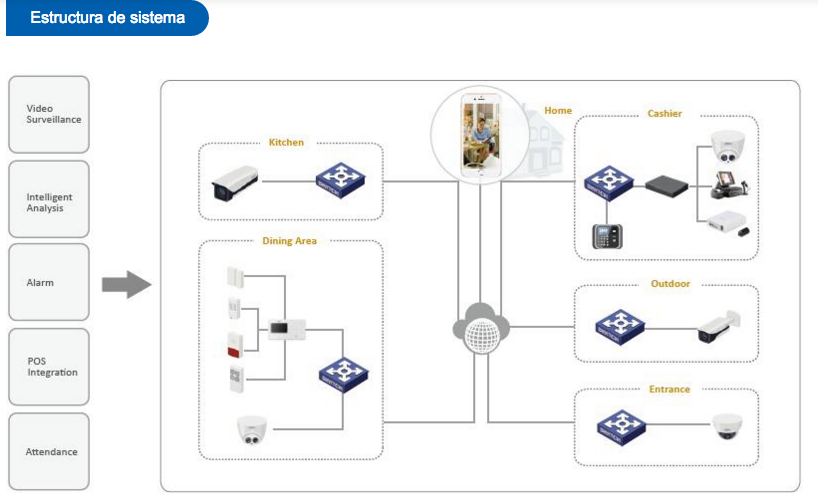 Estructura de sistema
Video
Surveillance
Intelligent
Analysis
Alarm
POS
Integration
Attendance
Home
Cashier
Kitchen
Dining Area
Outdoor
Entrance